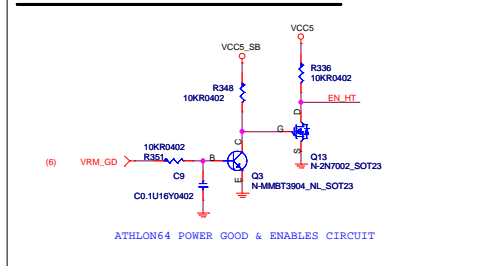 VCC5
VCC5_SB
R336
10KR0402
R348
10KR0402
EN_HT
D
C
G
S
10KR0402
Q13
N-2N7002_SOT23
(6) VRM_GD
R351
B
C9
E
Q3
N-MMBT3904_NL_SOT23
C0.1U16Y0402
ATHLON64 POWER GOOD & ENABLES CIRCUIT